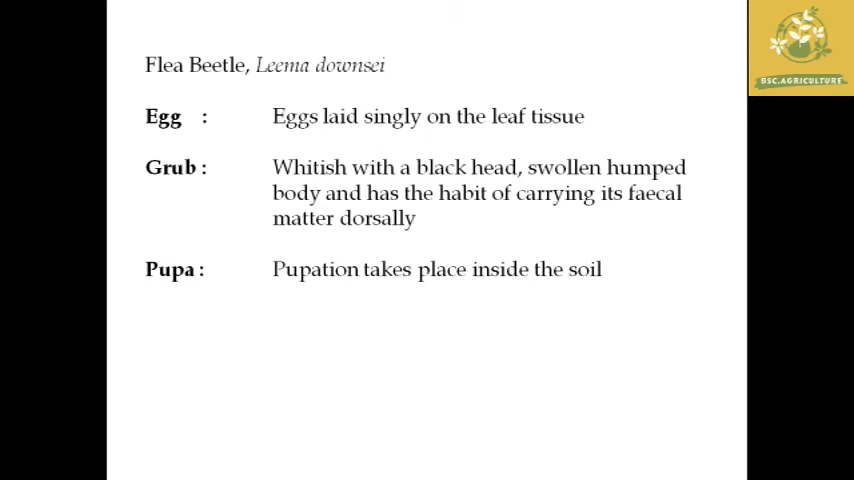 BSC.AGRICULTURE
Flea Beetle, Leema downsei
Egg : Eggs laid singly on the leaf tissue
Grub : Whitish with a black head, swollen humped
body and has the habit of carrying its faecal
matter dorsally
Pupa : Pupation takes place inside the soil